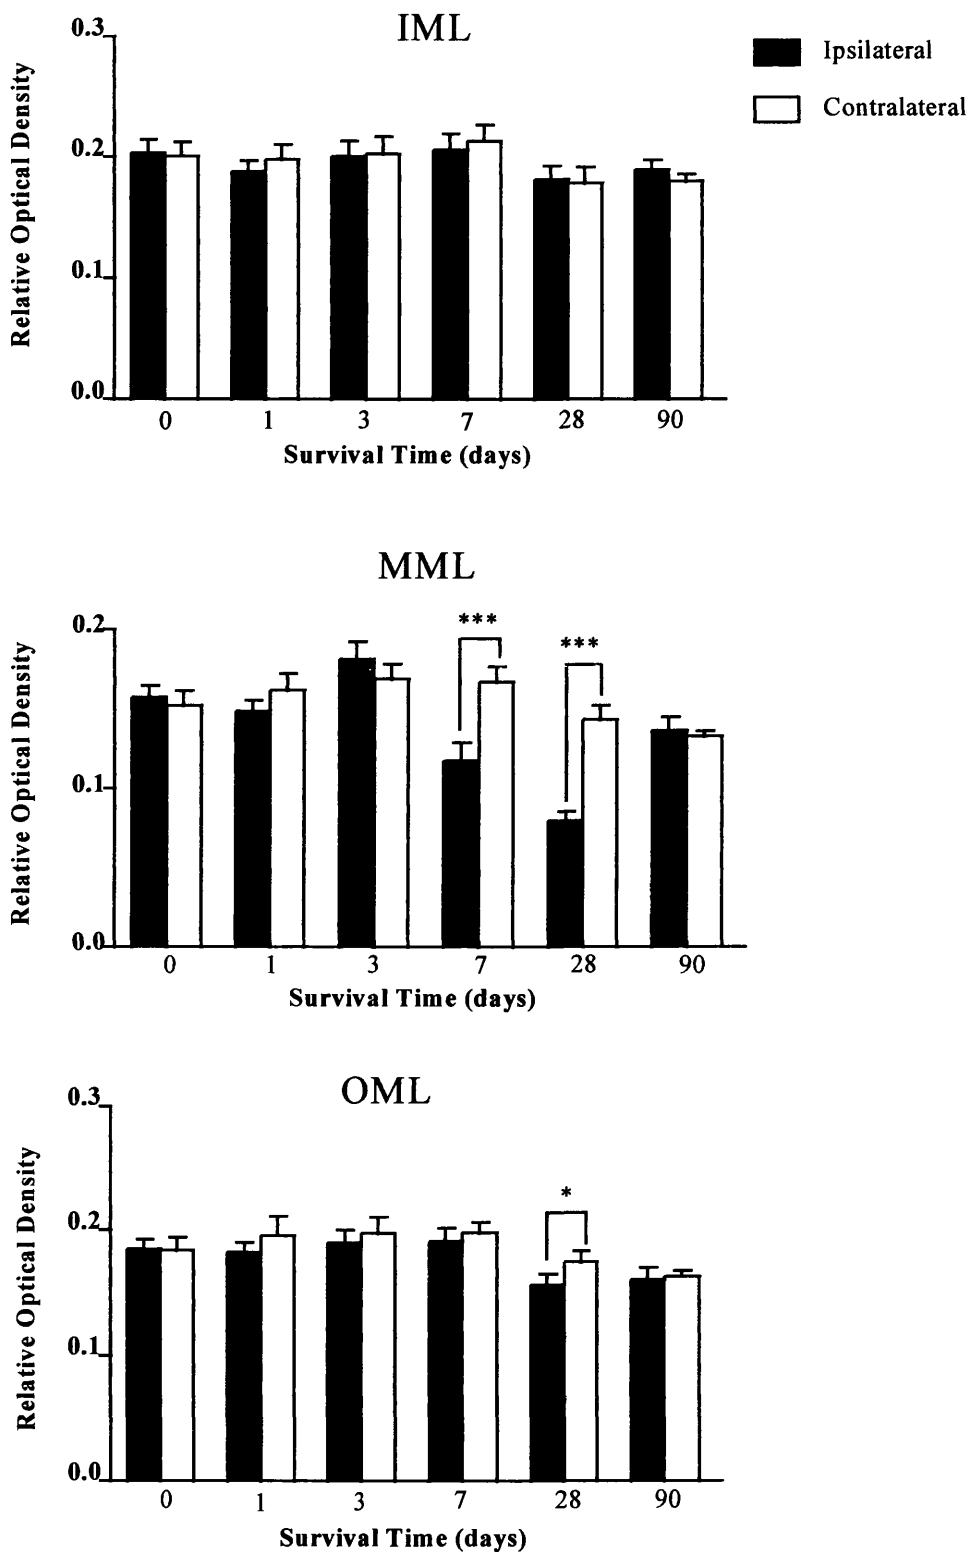 IML
Ipsilateral
Contralateral
Relative Optical Density
0.3
0.2
0.1
0.0
0 1 3 7 28 90
Survival Time (days)
MML
Relative Optical Density
0.2
0.1
0.0
*** ***
0 1 3 7 28 90
Survival Time (days)
OML
Relative Optical Density
0.3
0.2
0.1
0.0
*
0 1 3 7 28 90
Survival Time (days)